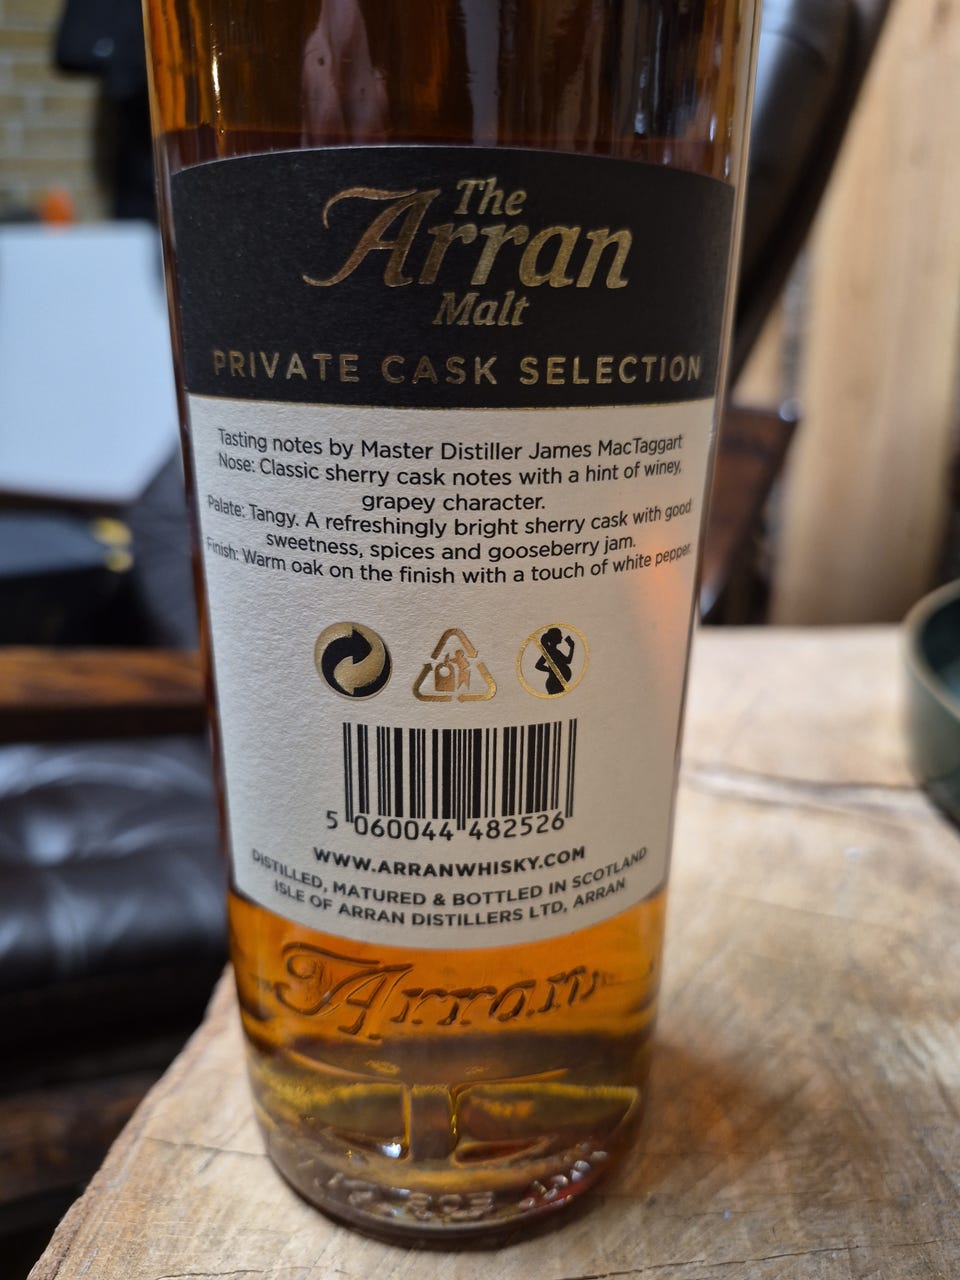 The
Arran
Malt
PRIVATE CASK SELECTION
Tasting notes by Master Distiller James MacTaggart
Nose: Classic sherry cask notes with a hint of winey,
grapey character.
Palate: Tangy. A refreshingly bright sherry cask with good
sweetness, spices and gooseberry jam.
Finish: Warm oak on the finish with a touch of white pepper.
5 060044 482526
WWW.ARRANWHISKY.COM
DISTILLED, MATURED & BOTTLED IN SCOTLAND
ISLE OF ARRAN DISTILLERS LTD, ARRAN
Arran